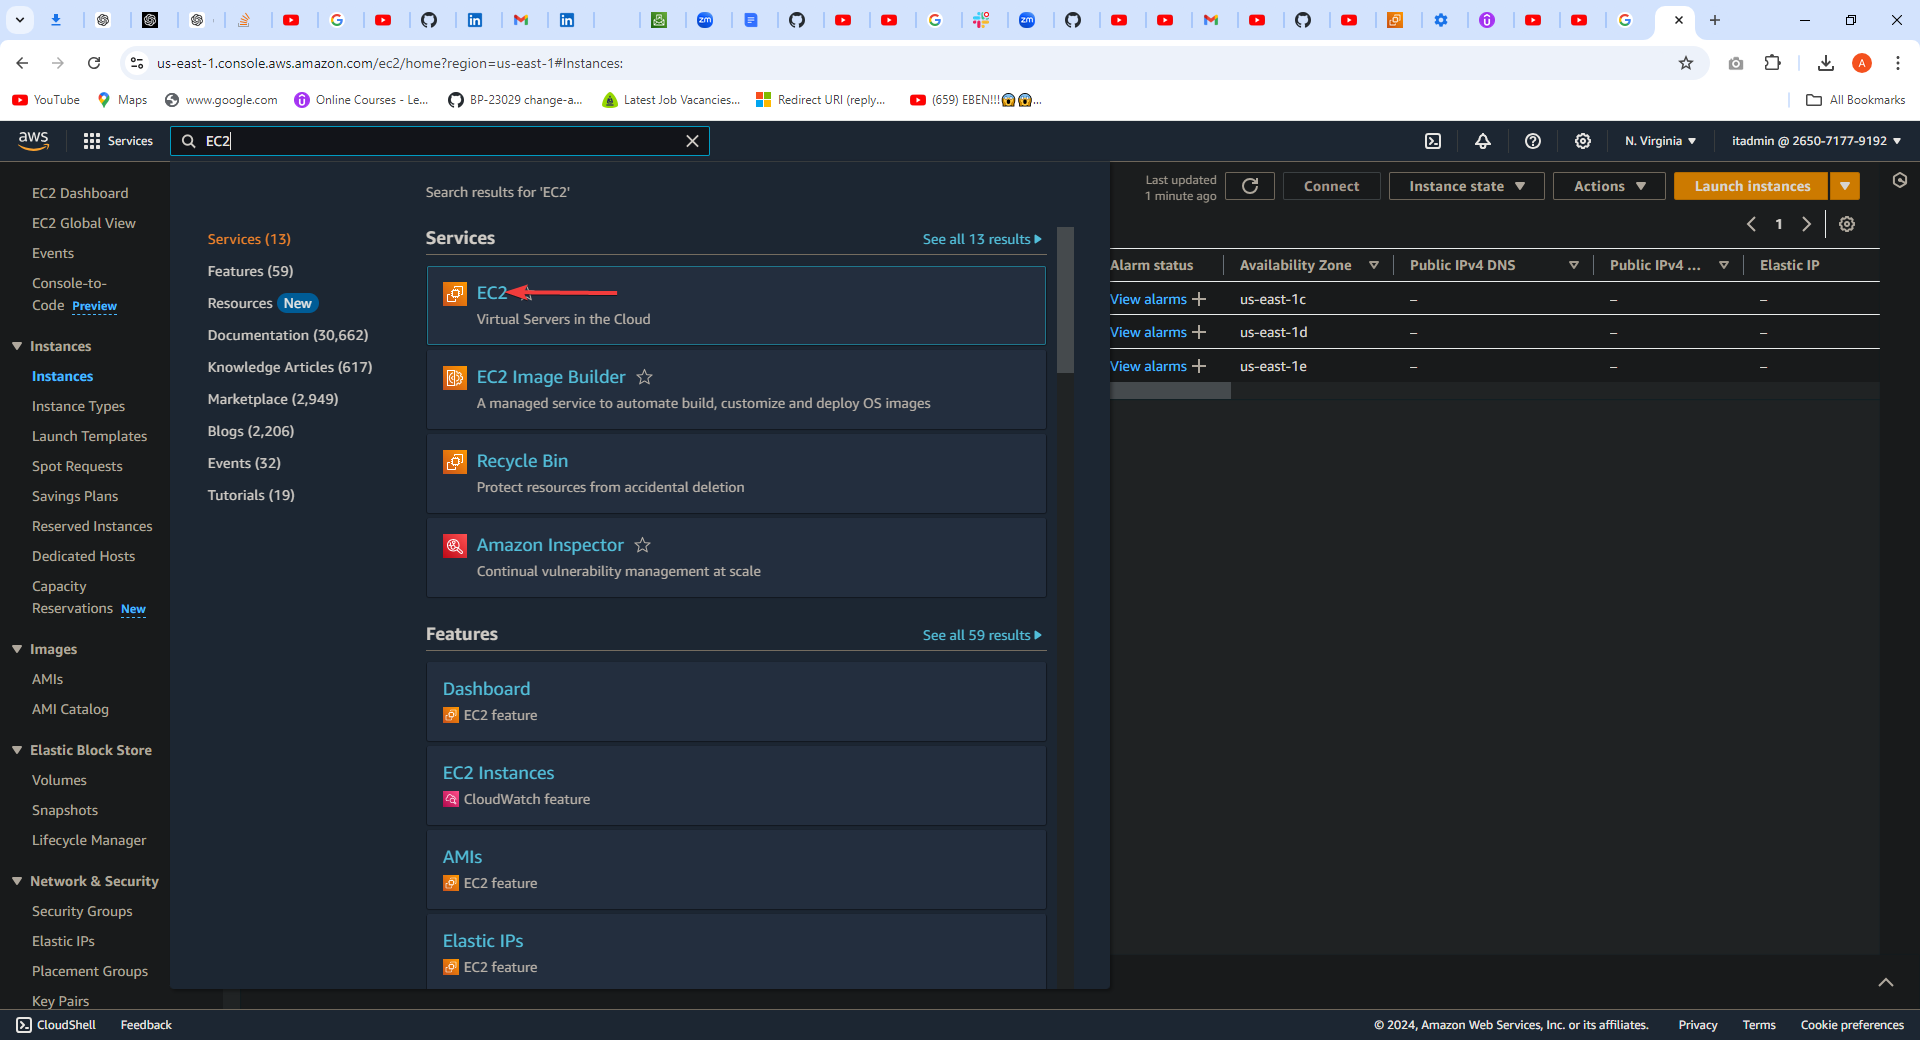 us-east-1.console.aws.amazon.com/ec2/home?region=us-east-1#Instances:
A
YouTube
Maps
www.google.com
Online Courses - Le...
BP-23029 change-a...
Latest Job Vacancies...
Redirect URI (reply...
(659) EBEN!!!😱😱...
All Bookmarks
aws
Services
EC2
N. Virginia
itadmin @ 2650-7177-9192
EC2 Dashboard
EC2 Global View
Events
Console-to-
Code Preview
Instances
Instances
Instance Types
Launch Templates
Spot Requests
Savings Plans
Reserved Instances
Dedicated Hosts
Capacity
Reservations New
Images
AMIs
AMI Catalog
Elastic Block Store
Volumes
Snapshots
Lifecycle Manager
Network & Security
Security Groups
Elastic IPs
Placement Groups
Key Pairs
Services (13)
Features (59)
Resources New
Documentation (30,662)
Knowledge Articles (617)
Marketplace (2,949)
Blogs (2,206)
Events (32)
Tutorials (19)
Search results for 'EC2'
Services
See all 13 results
EC2
Virtual Servers in the Cloud
EC2 Image Builder
A managed service to automate build, customize and deploy OS images
Recycle Bin
Protect resources from accidental deletion
Amazon Inspector
Continual vulnerability management at scale
Features
See all 59 results
Dashboard
EC2 feature
EC2 Instances
CloudWatch feature
AMIs
EC2 feature
Elastic IPs
EC2 feature
Last updated
1 minute ago
Connect
Instance state
Actions
Launch instances
1
Alarm status
Availability Zone
Public IPv4 DNS
Public IPv4 ...
Elastic IP
View alarms + us-east-1c – – –
View alarms + us-east-1d – – –
View alarms + us-east-1e – – –
CloudShell
Feedback
© 2024, Amazon Web Services, Inc. or its affiliates.
Privacy
Terms
Cookie preferences